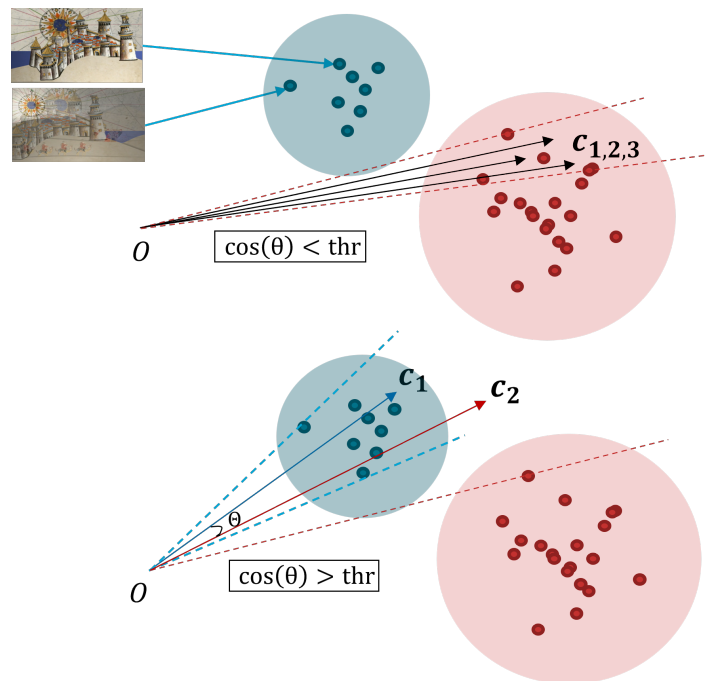 c1,2,3
O
cos(θ) < thr
c1
c2
Θ
O
cos(θ) > thr